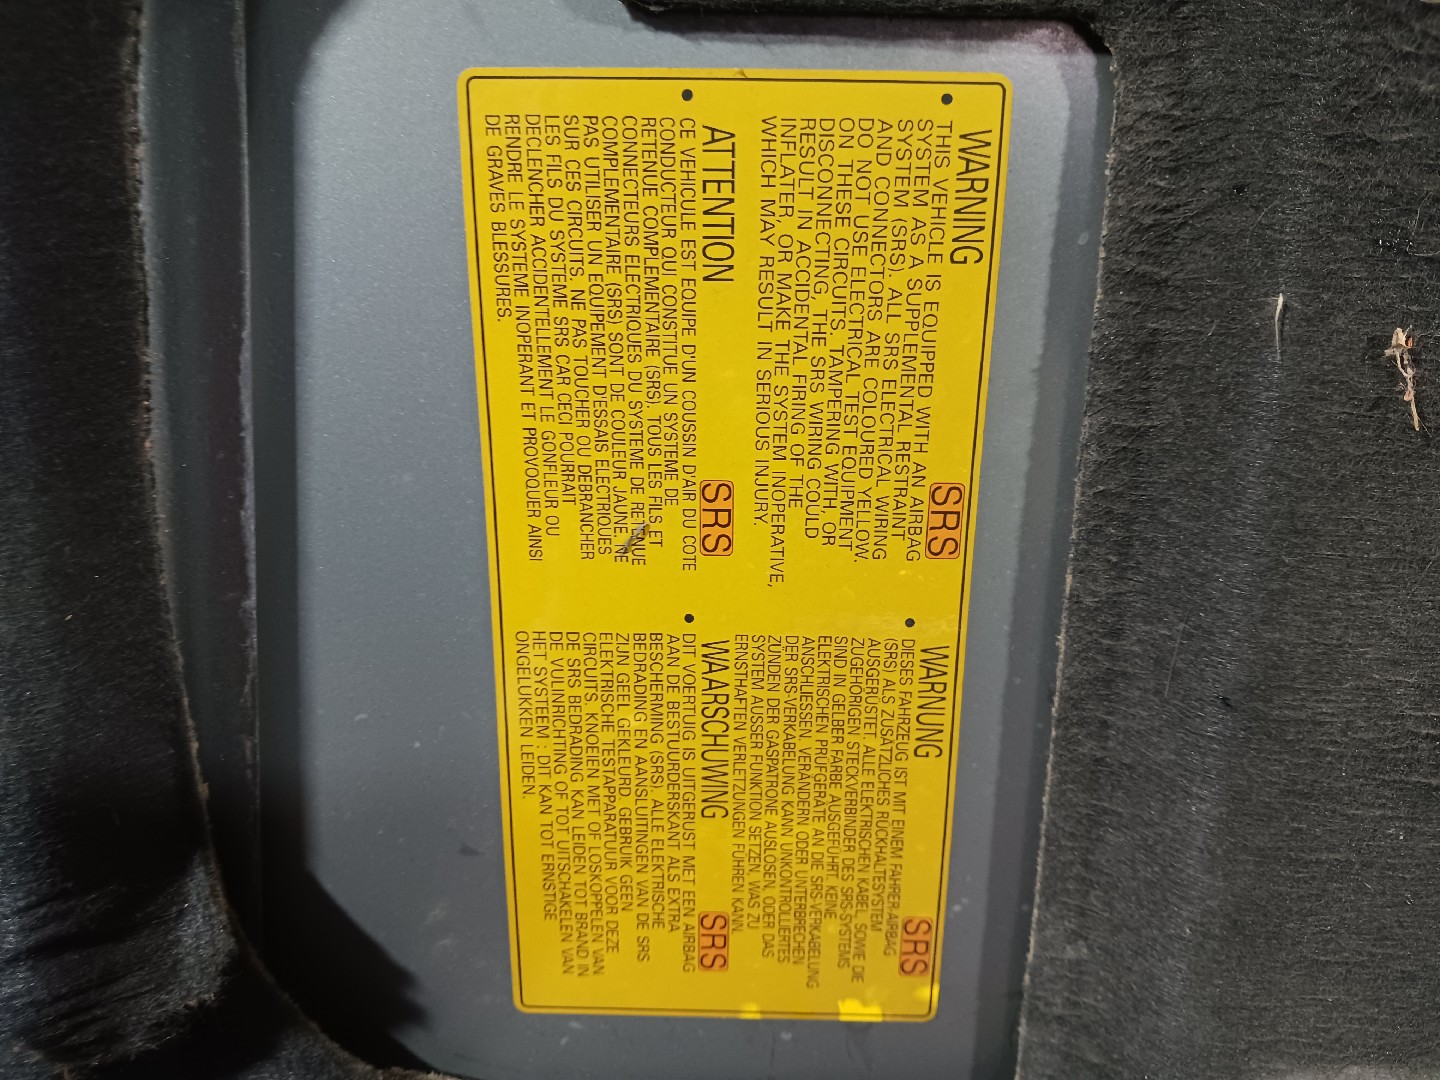 WARNING SRS
• THIS VEHICLE IS EQUIPPED WITH AN AIRBAG
SYSTEM AS A SUPPLEMENTAL RESTRAINT
SYSTEM (SRS). ALL SRS ELECTRICAL WIRING
AND CONNECTORS ARE COLOURED YELLOW.
DO NOT USE ELECTRICAL TEST EQUIPMENT
ON THESE CIRCUITS. TAMPERING WITH, OR
DISCONNECTING, THE SRS WIRING COULD
RESULT IN ACCIDENTAL FIRING OF THE
INFLATER, OR MAKE THE SYSTEM INOPERATIVE,
WHICH MAY RESULT IN SERIOUS INJURY.
ATTENTION SRS
• CE VEHICULE EST EQUIPE D'UN COUSSIN D'AIR DU COTE
CONDUCTEUR QUI CONSTITUE UN SYSTEME DE
RETENUE COMPLEMENTAIRE (SRS). TOUS LES FILS ET
CONNECTEURS ELECTRIQUES DU SYSTEME DE RETENUE
COMPLEMENTAIRE (SRS) SONT DE COULEUR JAUNE. NE
PAS UTILISER UN EQUIPEMENT D'ESSAIS ELECTRIQUES
SUR CES CIRCUITS. NE PAS TOUCHER OU DEBRANCHER
LES FILS DU SYSTEME SRS CAR CECI POURRAIT
DECLENCHER ACCIDENTELLEMENT LE GONFLEUR OU
RENDRE LE SYSTEME INOPERANT ET PROVOQUER AINSI
DE GRAVES BLESSURES.
WARNUNG SRS
• DIESES FAHRZEUG IST MIT EINEM FAHRER-AIRBAG
(SRS) ALS ZUSÄTZLICHES RÜCKHALTESYSTEM
AUSGERÜSTET. ALLE ELEKTRISCHEN KABEL, SOWIE DIE
ZUGEHÖRIGEN STECKVERBINDER DES SRS-SYSTEMS
SIND IN GELBER FARBE AUSGEFÜHRT. KEINE
ELEKTRISCHEN PRÜFGERÄTE AN DIE SRS-VERKABELUNG
ANSCHLIESSEN. VERÄNDERN ODER UNTERBRECHEN
DER SRS-VERKABELUNG KANN UNKONTROLLIERTES
ZÜNDEN DER GASPATRONE AUSLÖSEN, ODER DAS
SYSTEM AUSSER FUNKTION SETZEN, WAS ZU
ERNSTHAFTEN VERLETZUNGEN FÜHREN KANN.
WAARSCHUWING SRS
• DIT VOERTUIG IS UITGERUST MET EEN AIRBAG
AAN DE BESTUURDERSKANT ALS EXTRA
BESCHERMING (SRS). ALLE ELEKTRISCHE
BEDRADING EN AANSLUITINGEN VAN DE SRS
ZIJN GEEL GEKLEURD. GEBRUIK GEEN
ELEKTRISCHE TESTAPPARATUUR VOOR DEZE
CIRCUITS. KNOEIEN MET OF LOSKOPPELEN VAN
DE SRS BEDRADING KAN LEIDEN TOT BRAND IN
DE VULINRICHTING OF TOT UITSCHAKELEN VAN
HET SYSTEEM : DIT KAN TOT ERNSTIGE
ONGELUKKEN LEIDEN.